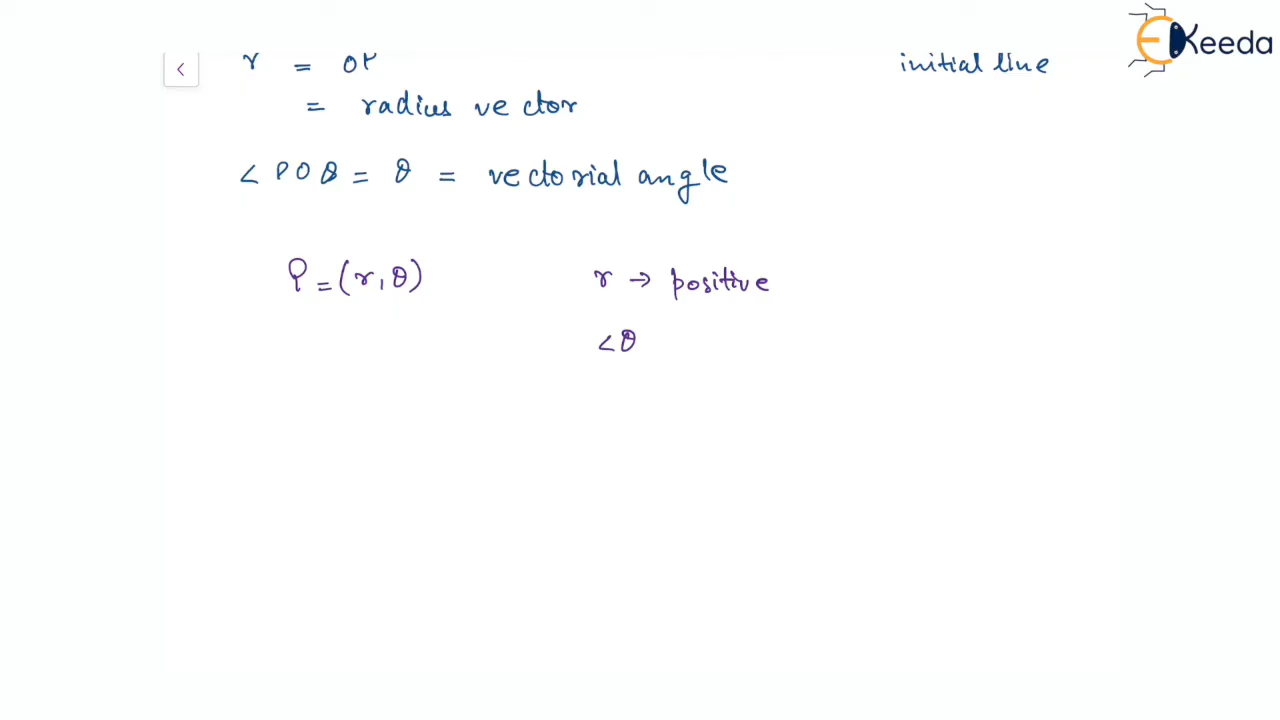 r = OP initial line
= radius vector
∠ POQ = θ = vectorial angle
P = (r, θ) r → positive
∠θ
EKeeda